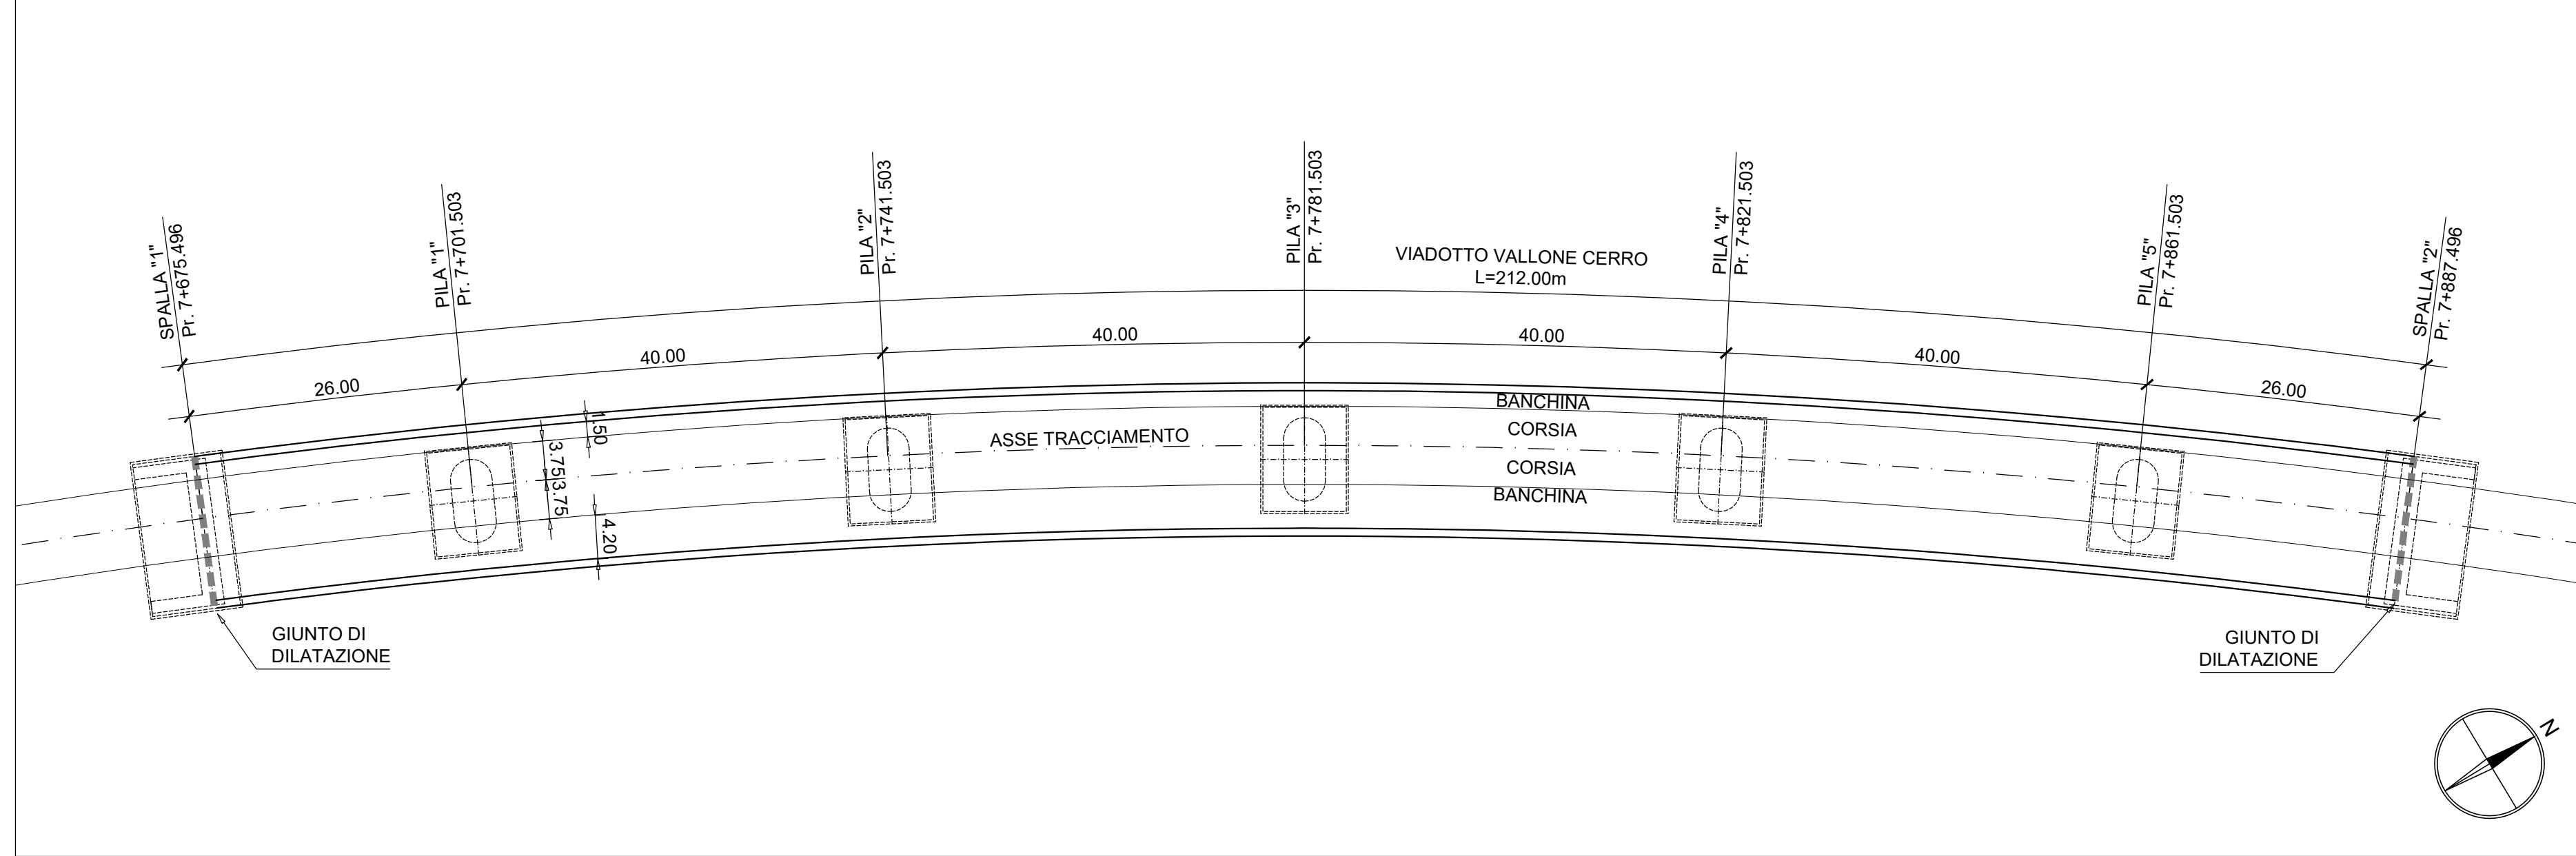 SPALLA "1"
Pr. 7+675.496
PILA "1"
Pr. 7+701.503
PILA "2"
Pr. 7+741.503
PILA "3"
Pr. 7+781.503
PILA "4"
Pr. 7+821.503
PILA "5"
Pr. 7+861.503
SPALLA "2"
Pr. 7+887.496
VIADOTTO VALLONE CERRO
L=212.00m
26.00
40.00
40.00
40.00
40.00
26.00
1.50
3.75
3.75
4.20
ASSE TRACCIAMENTO
BANCHINA
CORSIA
CORSIA
BANCHINA
GIUNTO DI
DILATAZIONE
GIUNTO DI
DILATAZIONE
N